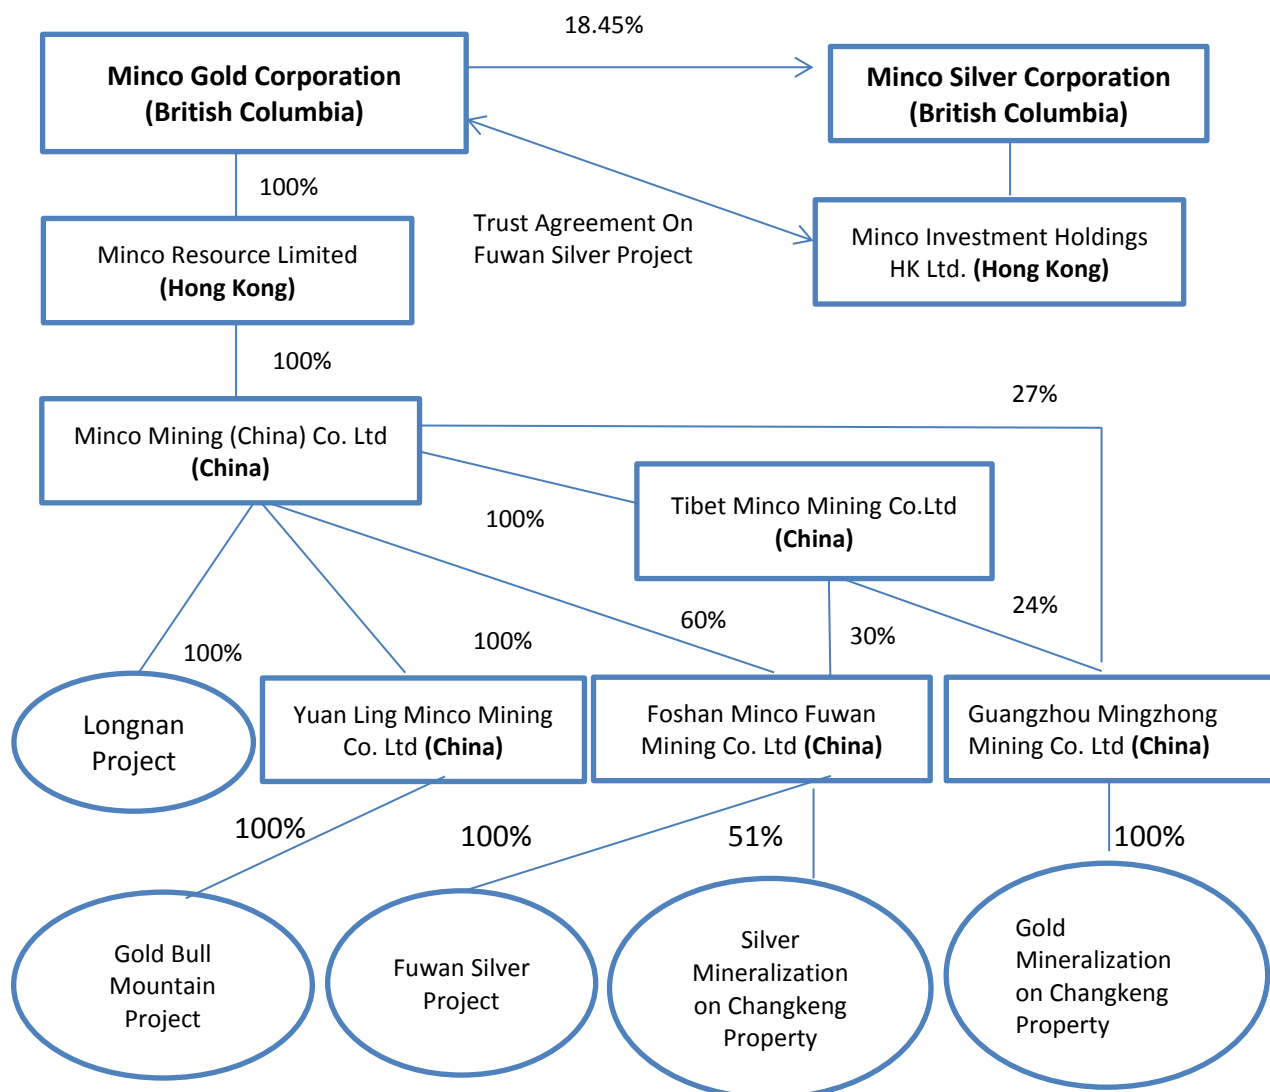 18.45%
Minco Gold Corporation
(British Columbia)
Minco Silver Corporation
(British Columbia)
100%
Trust Agreement On
Fuwan Silver Project
Minco Resource Limited
(Hong Kong)
Minco Investment Holdings
HK Ltd. (Hong Kong)
100%
27%
Minco Mining (China) Co. Ltd
(China)
Tibet Minco Mining Co.Ltd
(China)
100%
60%
24%
30%
100%
100%
Longnan
Project
Yuan Ling Minco Mining
Co. Ltd (China)
Foshan Minco Fuwan
Mining Co. Ltd (China)
Guangzhou Mingzhong
Mining Co. Ltd (China)
100%
100%
51%
100%
Gold Bull
Mountain
Project
Fuwan Silver
Project
Silver
Mineralization
on Changkeng
Property
Gold
Mineralization
on Changkeng
Property